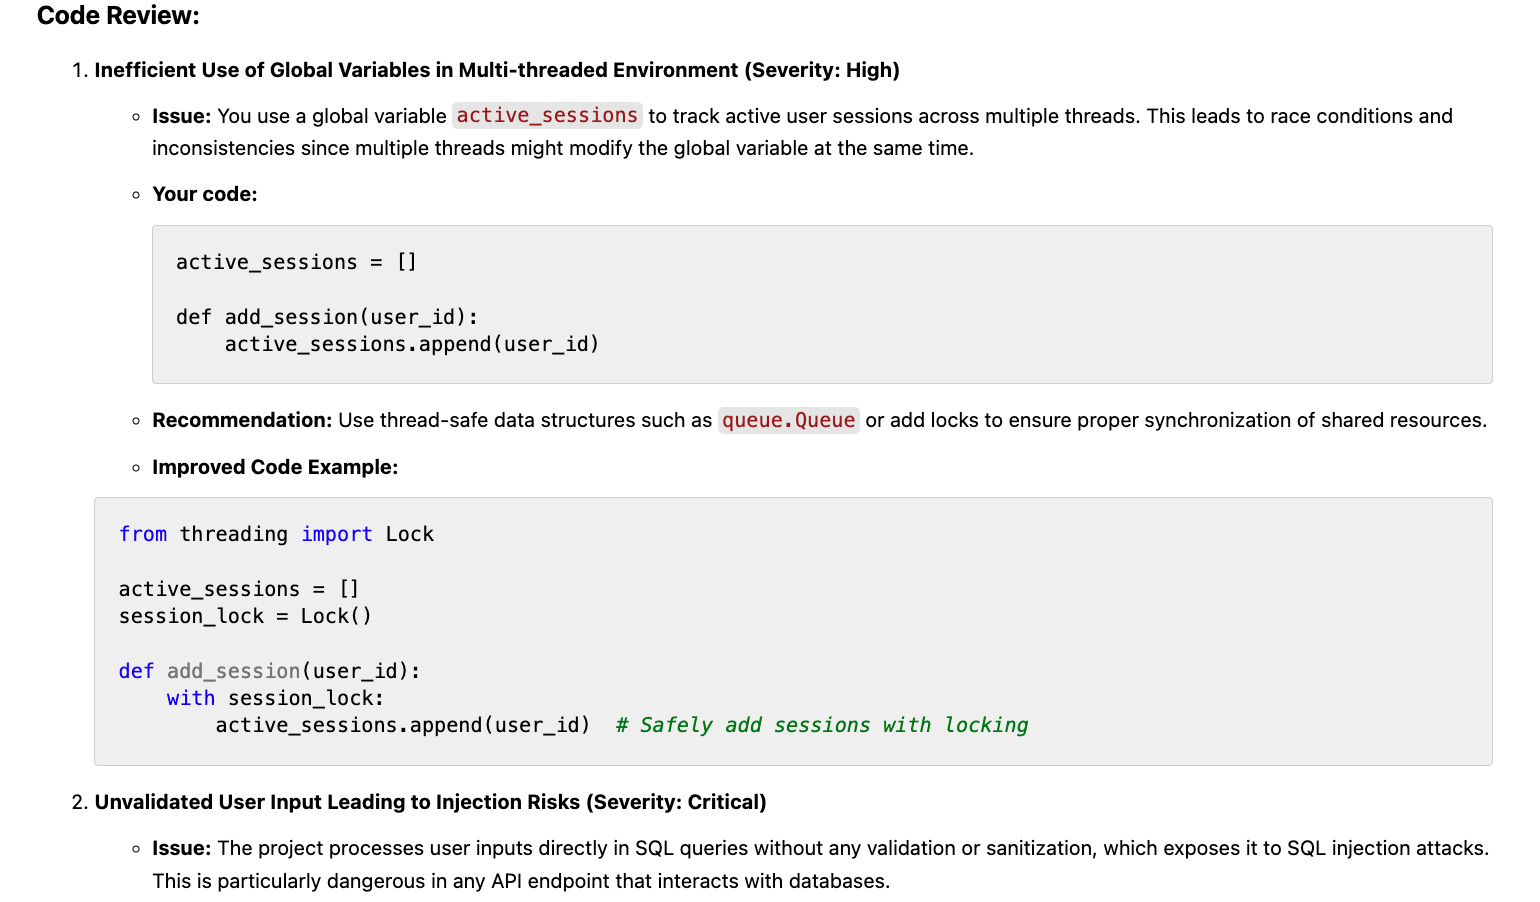 Code Review:
1. Inefficient Use of Global Variables in Multi-threaded Environment (Severity: High)
Issue: You use a global variable active_sessions to track active user sessions across multiple threads. This leads to race conditions and
inconsistencies since multiple threads might modify the global variable at the same time.
Your code:
active_sessions = []
def add_session(user_id):
    active_sessions.append(user_id)
Recommendation: Use thread-safe data structures such as queue.Queue or add locks to ensure proper synchronization of shared resources.
Improved Code Example:
from threading import Lock
active_sessions = []
session_lock = Lock()
def add_session(user_id):
    with session_lock:
        active_sessions.append(user_id)  # Safely add sessions with locking
2. Unvalidated User Input Leading to Injection Risks (Severity: Critical)
Issue: The project processes user inputs directly in SQL queries without any validation or sanitization, which exposes it to SQL injection attacks.
This is particularly dangerous in any API endpoint that interacts with databases.